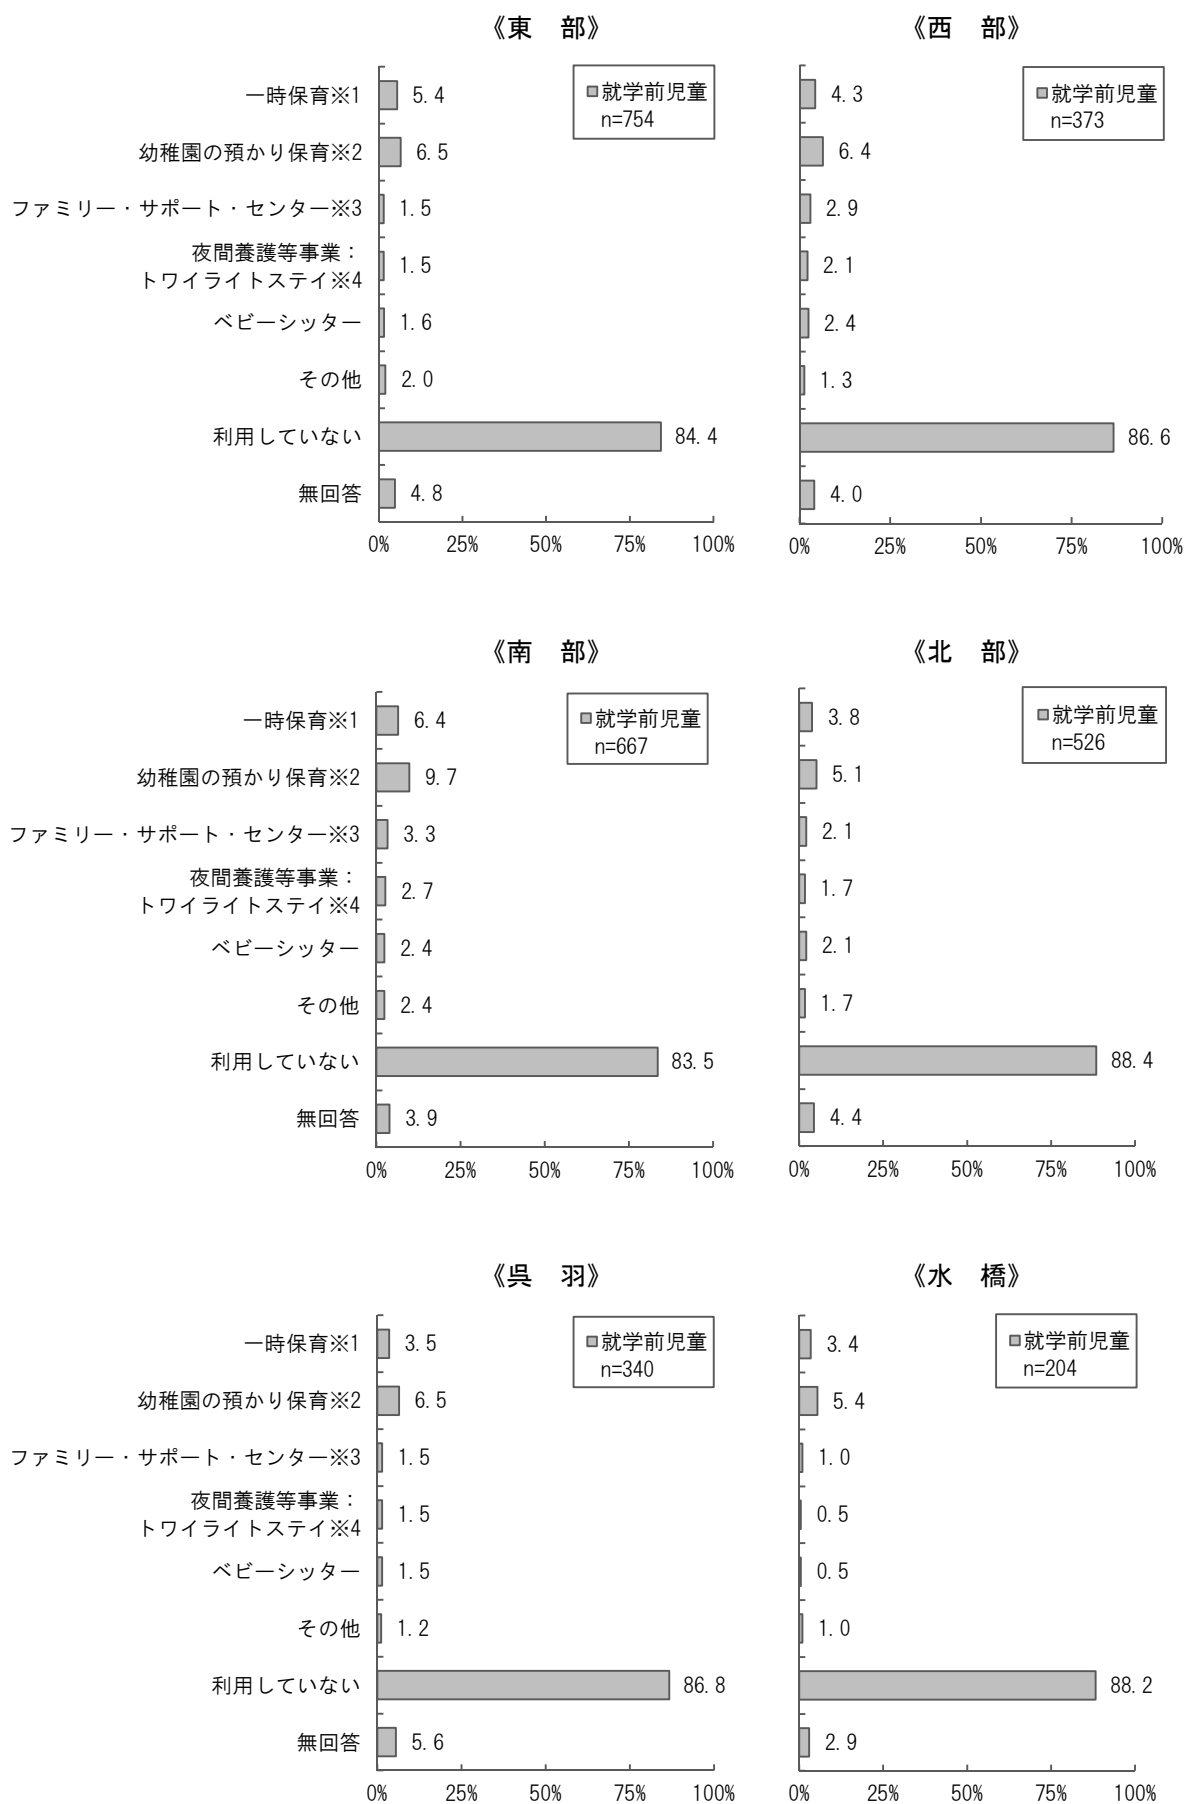 《東　部》
就学前児童
n=754
一時保育※1
5.4
幼稚園の預かり保育※2
6.5
ファミリー・サポート・センター※3
1.5
夜間養護等事業：
トワイライトステイ※4
1.5
ベビーシッター
1.6
その他
2.0
利用していない
84.4
無回答
4.8
0% 25% 50% 75% 100%
《西　部》
就学前児童
n=373
4.3
6.4
2.9
2.1
2.4
1.3
86.6
4.0
0% 25% 50% 75% 100%
《南　部》
就学前児童
n=667
一時保育※1
6.4
幼稚園の預かり保育※2
9.7
ファミリー・サポート・センター※3
3.3
夜間養護等事業：
トワイライトステイ※4
2.7
ベビーシッター
2.4
その他
2.4
利用していない
83.5
無回答
3.9
0% 25% 50% 75% 100%
《北　部》
就学前児童
n=526
3.8
5.1
2.1
1.7
2.1
1.7
88.4
4.4
0% 25% 50% 75% 100%
《呉　羽》
就学前児童
n=340
一時保育※1
3.5
幼稚園の預かり保育※2
6.5
ファミリー・サポート・センター※3
1.5
夜間養護等事業：
トワイライトステイ※4
1.5
ベビーシッター
1.5
その他
1.2
利用していない
86.8
無回答
5.6
0% 25% 50% 75% 100%
《水　橋》
就学前児童
n=204
3.4
5.4
1.0
0.5
0.5
1.0
88.2
2.9
0% 25% 50% 75% 100%